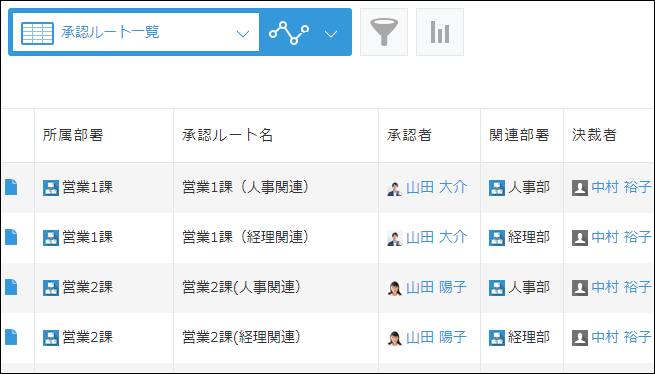 承認ルート一覧
所属部署 承認ルート名 承認者 関連部署 決裁者
営業1課 営業1課（人事関連） 山田 大介 人事部 中村 裕子
営業1課 営業1課（経理関連） 山田 大介 経理部 中村 裕子
営業2課 営業2課(人事関連） 山田 陽子 人事部 中村 裕子
営業2課 営業2課(経理関連） 山田 陽子 経理部 中村 裕子